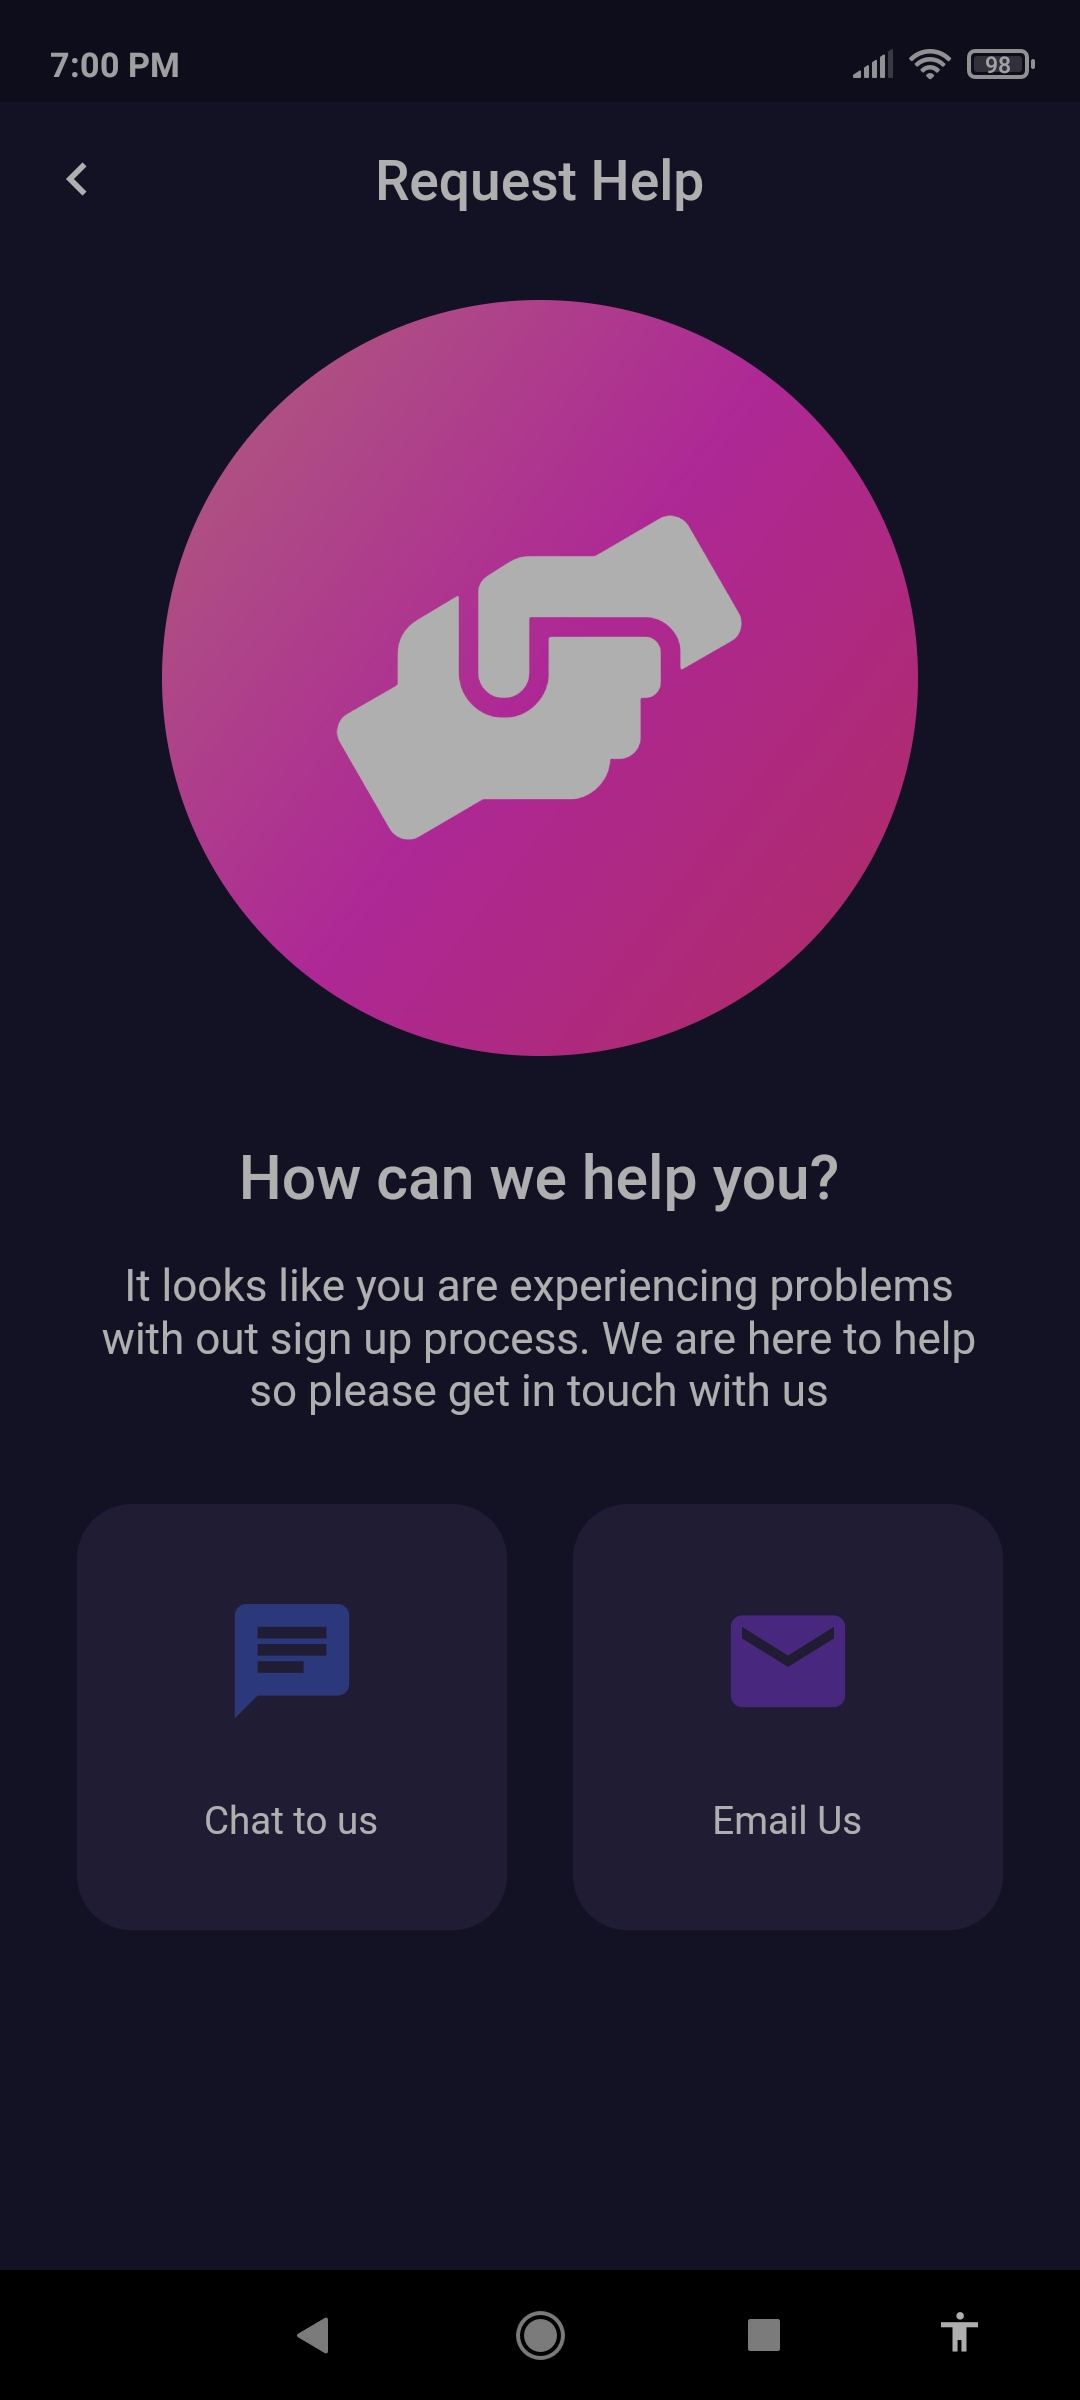 7:00 PM
98
Request Help
How can we help you?
It looks like you are experiencing problems
with out sign up process. We are here to help
so please get in touch with us
Chat to us
Email Us